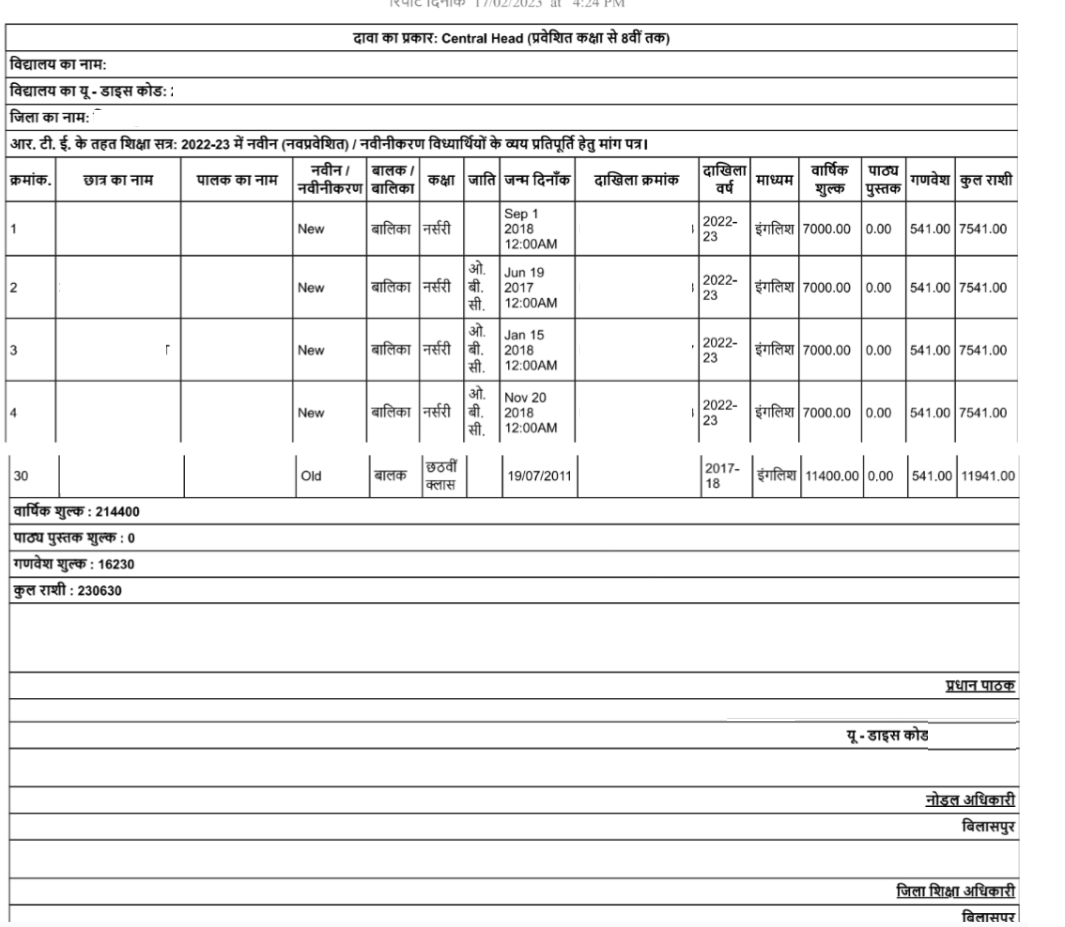 रिपोर्ट दिनांक 17/02/2023 at 4:24 PM
दावा का प्रकार: Central Head (प्रवेशित कक्षा से 8वीं तक)
विद्यालय का नाम:
विद्यालय का यू - डाइस कोड:
जिला का नाम:
आर. टी. ई. के तहत शिक्षा सत्र: 2022-23 में नवीन (नवप्रवेशित) / नवीनीकरण विध्यार्थियों के व्यय प्रतिपूर्ति हेतु मांग पत्र।
क्रमांक. छात्र का नाम पालक का नाम नवीन / नवीनीकरण बालक / बालिका कक्षा जाति जन्म दिनाँक दाखिला क्रमांक दाखिला वर्ष माध्यम वार्षिक शुल्क पाठ्य पुस्तक गणवेश कुल राशी
1 New बालिका नर्सरी Sep 1 2018 12:00AM 2022-23 इंगलिश 7000.00 0.00 541.00 7541.00
2 New बालिका नर्सरी ओ. बी. सी. Jun 19 2017 12:00AM 2022-23 इंगलिश 7000.00 0.00 541.00 7541.00
3 New बालिका नर्सरी ओ. बी. सी. Jan 15 2018 12:00AM 2022-23 इंगलिश 7000.00 0.00 541.00 7541.00
4 New बालिका नर्सरी ओ. बी. सी. Nov 20 2018 12:00AM 2022-23 इंगलिश 7000.00 0.00 541.00 7541.00
30 Old बालक छठवीं क्लास 19/07/2011 2017-18 इंगलिश 11400.00 0.00 541.00 11941.00
वार्षिक शुल्क : 214400
पाठ्य पुस्तक शुल्क : 0
गणवेश शुल्क : 16230
कुल राशी : 230630
प्रधान पाठक
यू - डाइस कोड
नोडल अधिकारी
बिलासपुर
जिला शिक्षा अधिकारी
बिलासपुर